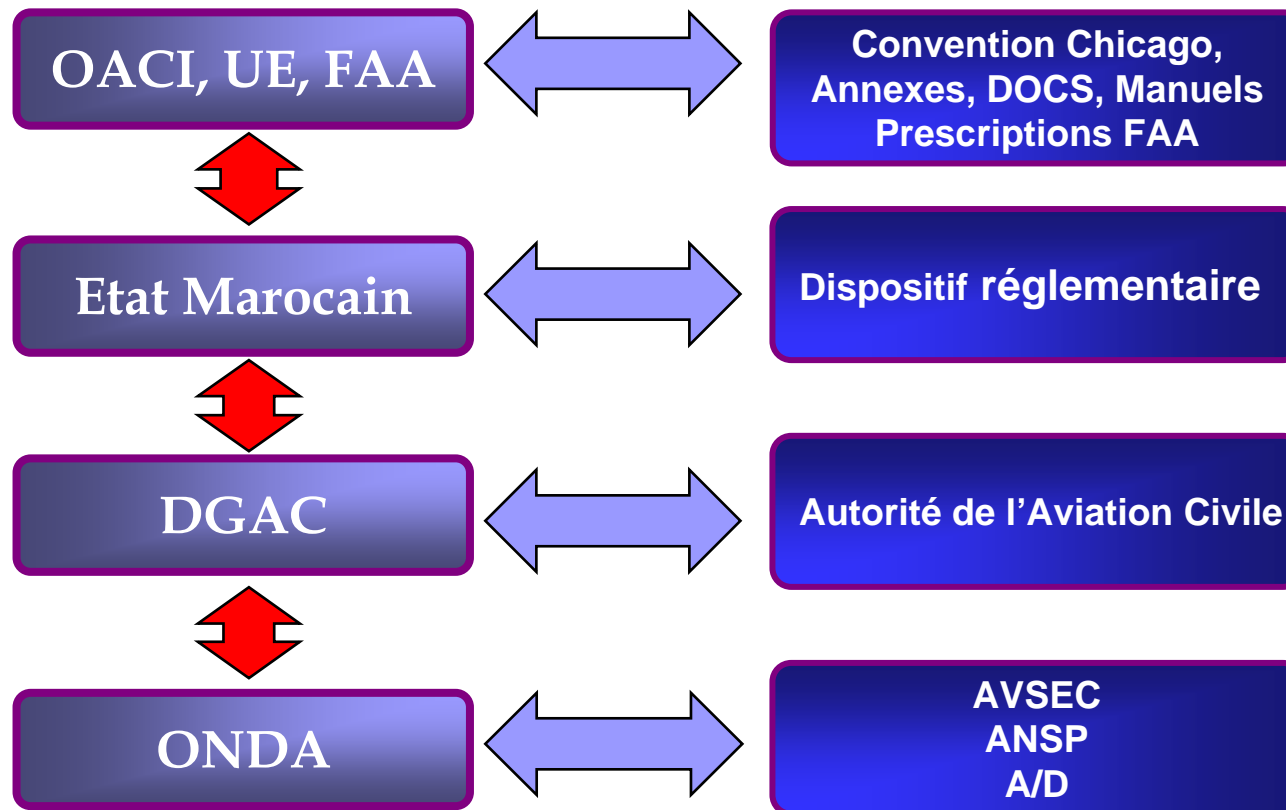 OACI, UE, FAA
Convention Chicago,
Annexes, DOCS, Manuels
Prescriptions FAA
Etat Marocain
Dispositif réglementaire
DGAC
Autorité de l’Aviation Civile
ONDA
AVSEC
ANSP
A/D